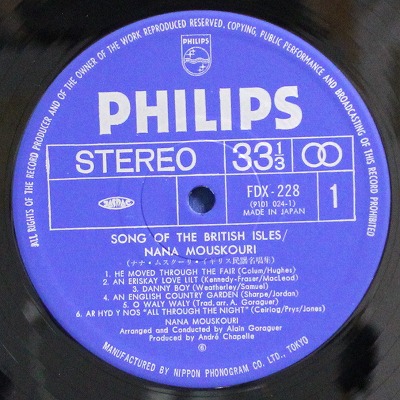 ALL RIGHTS OF THE RECORD PRODUCER AND OF THE OWNER OF THE WORK REPRODUCED RESERVED. COPYING, PUBLIC PERFORMANCE AND BROADCASTING OF THIS RECORD PROHIBITED
PHILIPS
PHILIPS
STEREO 33 1/3
JASRAC
FDX-228
(9101 024-1)
MADE IN JAPAN
1
SONG OF THE BRITISH ISLES/
NANA MOUSKOURI
(ナナ・ムスクーリ・イギリス民謡名唱集)
1. HE MOVED THROUGH THE FAIR (Colum/Hughes)
2. AN ERISKAY LOVE LILT (Kennedy-Fraser/MacLeod)
3. DANNY BOY (Weatherley/Samuel)
4. AN ENGLISH COUNTRY GARDEN (Sharpe/Jordan)
5. O WALY WALY (Trad. arr. A. Goraguer)
6. AR HYD Y NOS "ALL THROUGH THE NIGHT" (Ceiriog/Prys/Jones)
NANA MOUSKOURI
Arranged and Conducted by Alain Goraguer
Produced by André Chapelle
MANUFACTURED BY NIPPON PHONOGRAM CO., LTD., TOKYO